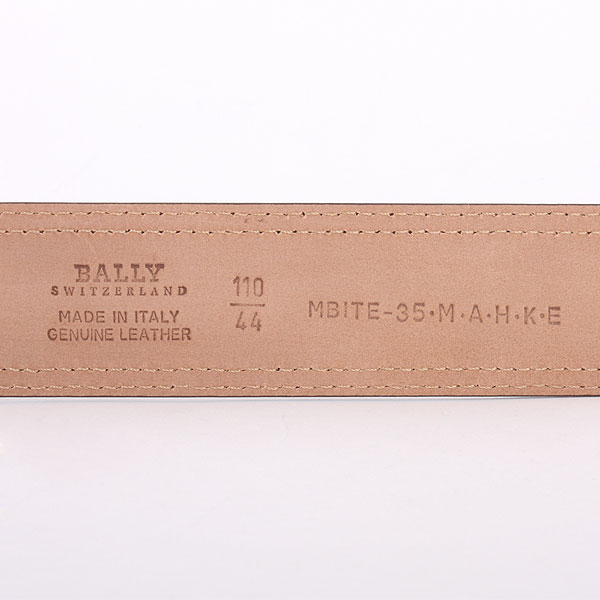 BALLY
SWITZERLAND
MADE IN ITALY
GENUINE LEATHER
110
44
MBITE-35·M·A·H·K·E